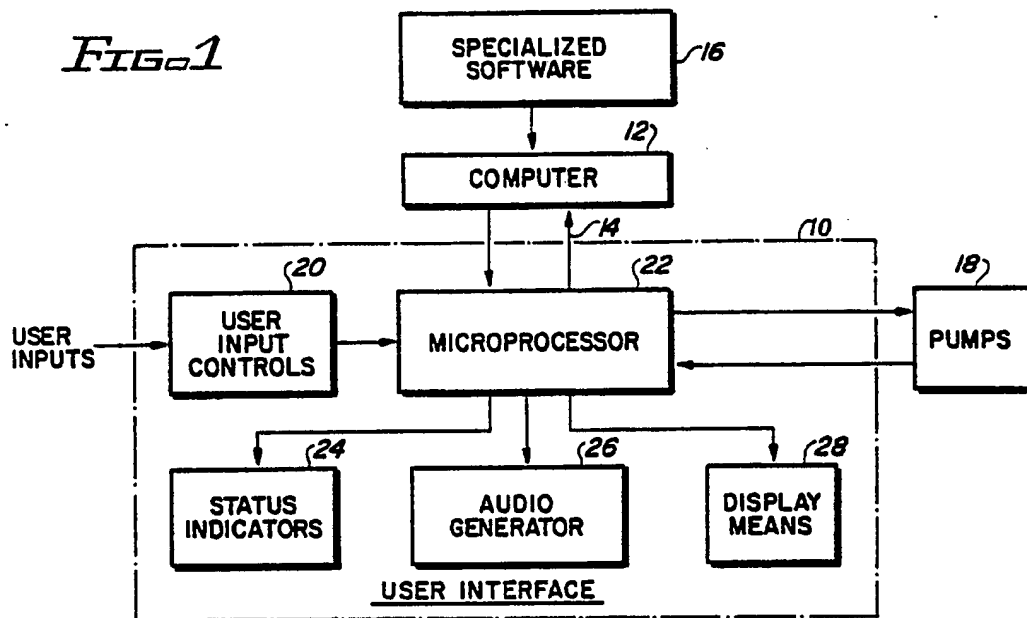 FIG. 1
SPECIALIZED
SOFTWARE
16
12
COMPUTER
14
10
20
22
18
USER
INPUTS
USER
INPUT
CONTROLS
MICROPROCESSOR
PUMPS
24
26
28
STATUS
INDICATORS
AUDIO
GENERATOR
DISPLAY
MEANS
USER INTERFACE